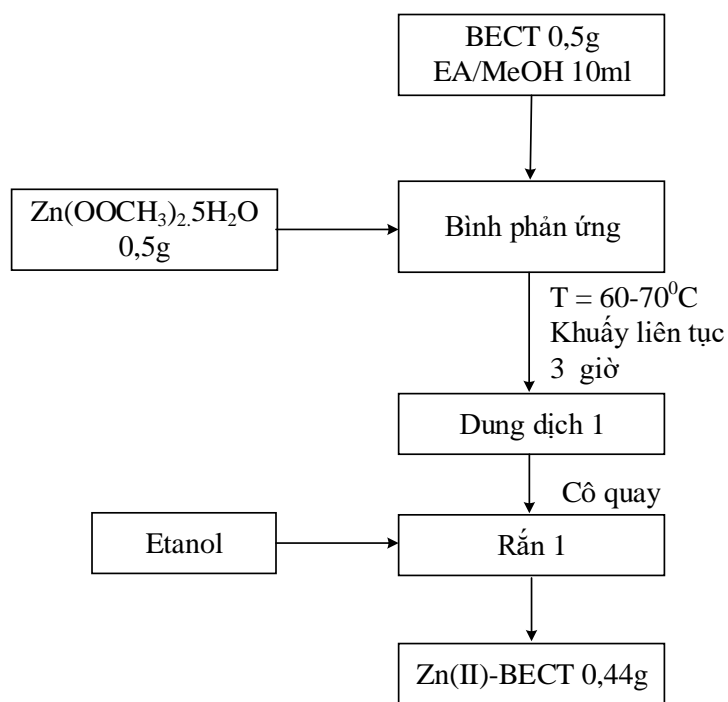 BECT 0,5g
EA/MeOH 10ml
Zn(OOCH₃)₂.5H₂O
0,5g
Bình phản ứng
T = 60-70⁰C
Khuấy liên tục
3 giờ
Dung dịch 1
Cô quay
Etanol
Rắn 1
Zn(II)-BECT 0,44g